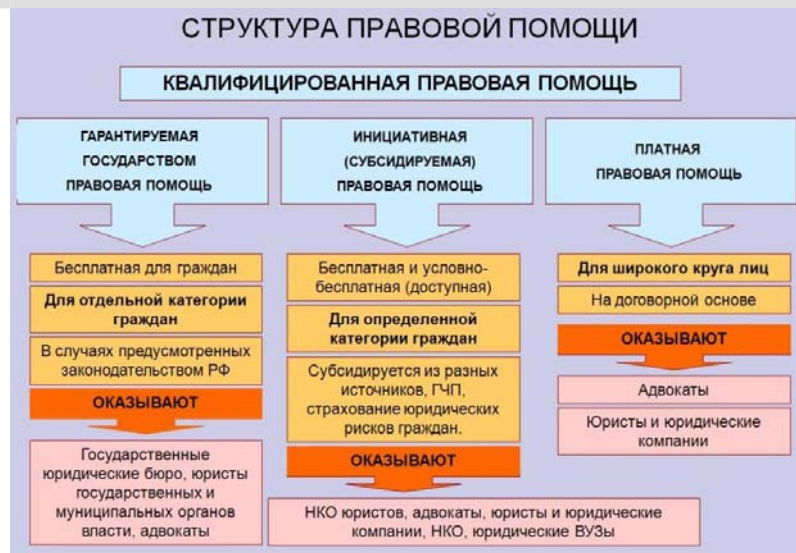 СТРУКТУРА ПРАВОВОЙ ПОМОЩИ
КВАЛИФИЦИРОВАННАЯ ПРАВОВАЯ ПОМОЩЬ
ГАРАНТИРУЕМАЯ
ГОСУДАРСТВОМ
ПРАВОВАЯ ПОМОЩЬ
Бесплатная для граждан
Для отдельной категории
граждан
В случаях предусмотренных
законодательством РФ
ОКАЗЫВАЮТ
Государственные
юридические бюро, юристы
государственных и
муниципальных органов
власти, адвокаты
ИНИЦИАТИВНАЯ
(СУБСИДИРУЕМАЯ)
ПРАВОВАЯ ПОМОЩЬ
Бесплатная и условно-
бесплатная (доступная)
Для определенной
категории граждан
Субсидируется из разных
источников, ГЧП,
страхование юридических
рисков граждан.
ОКАЗЫВАЮТ
НКО юристов, адвокаты, юристы и юридические
компании, НКО, юридические ВУЗы
ПЛАТНАЯ
ПРАВОВАЯ ПОМОЩЬ
Для широкого круга лиц
На договорной основе
ОКАЗЫВАЮТ
Адвокаты
Юристы и юридические
компании